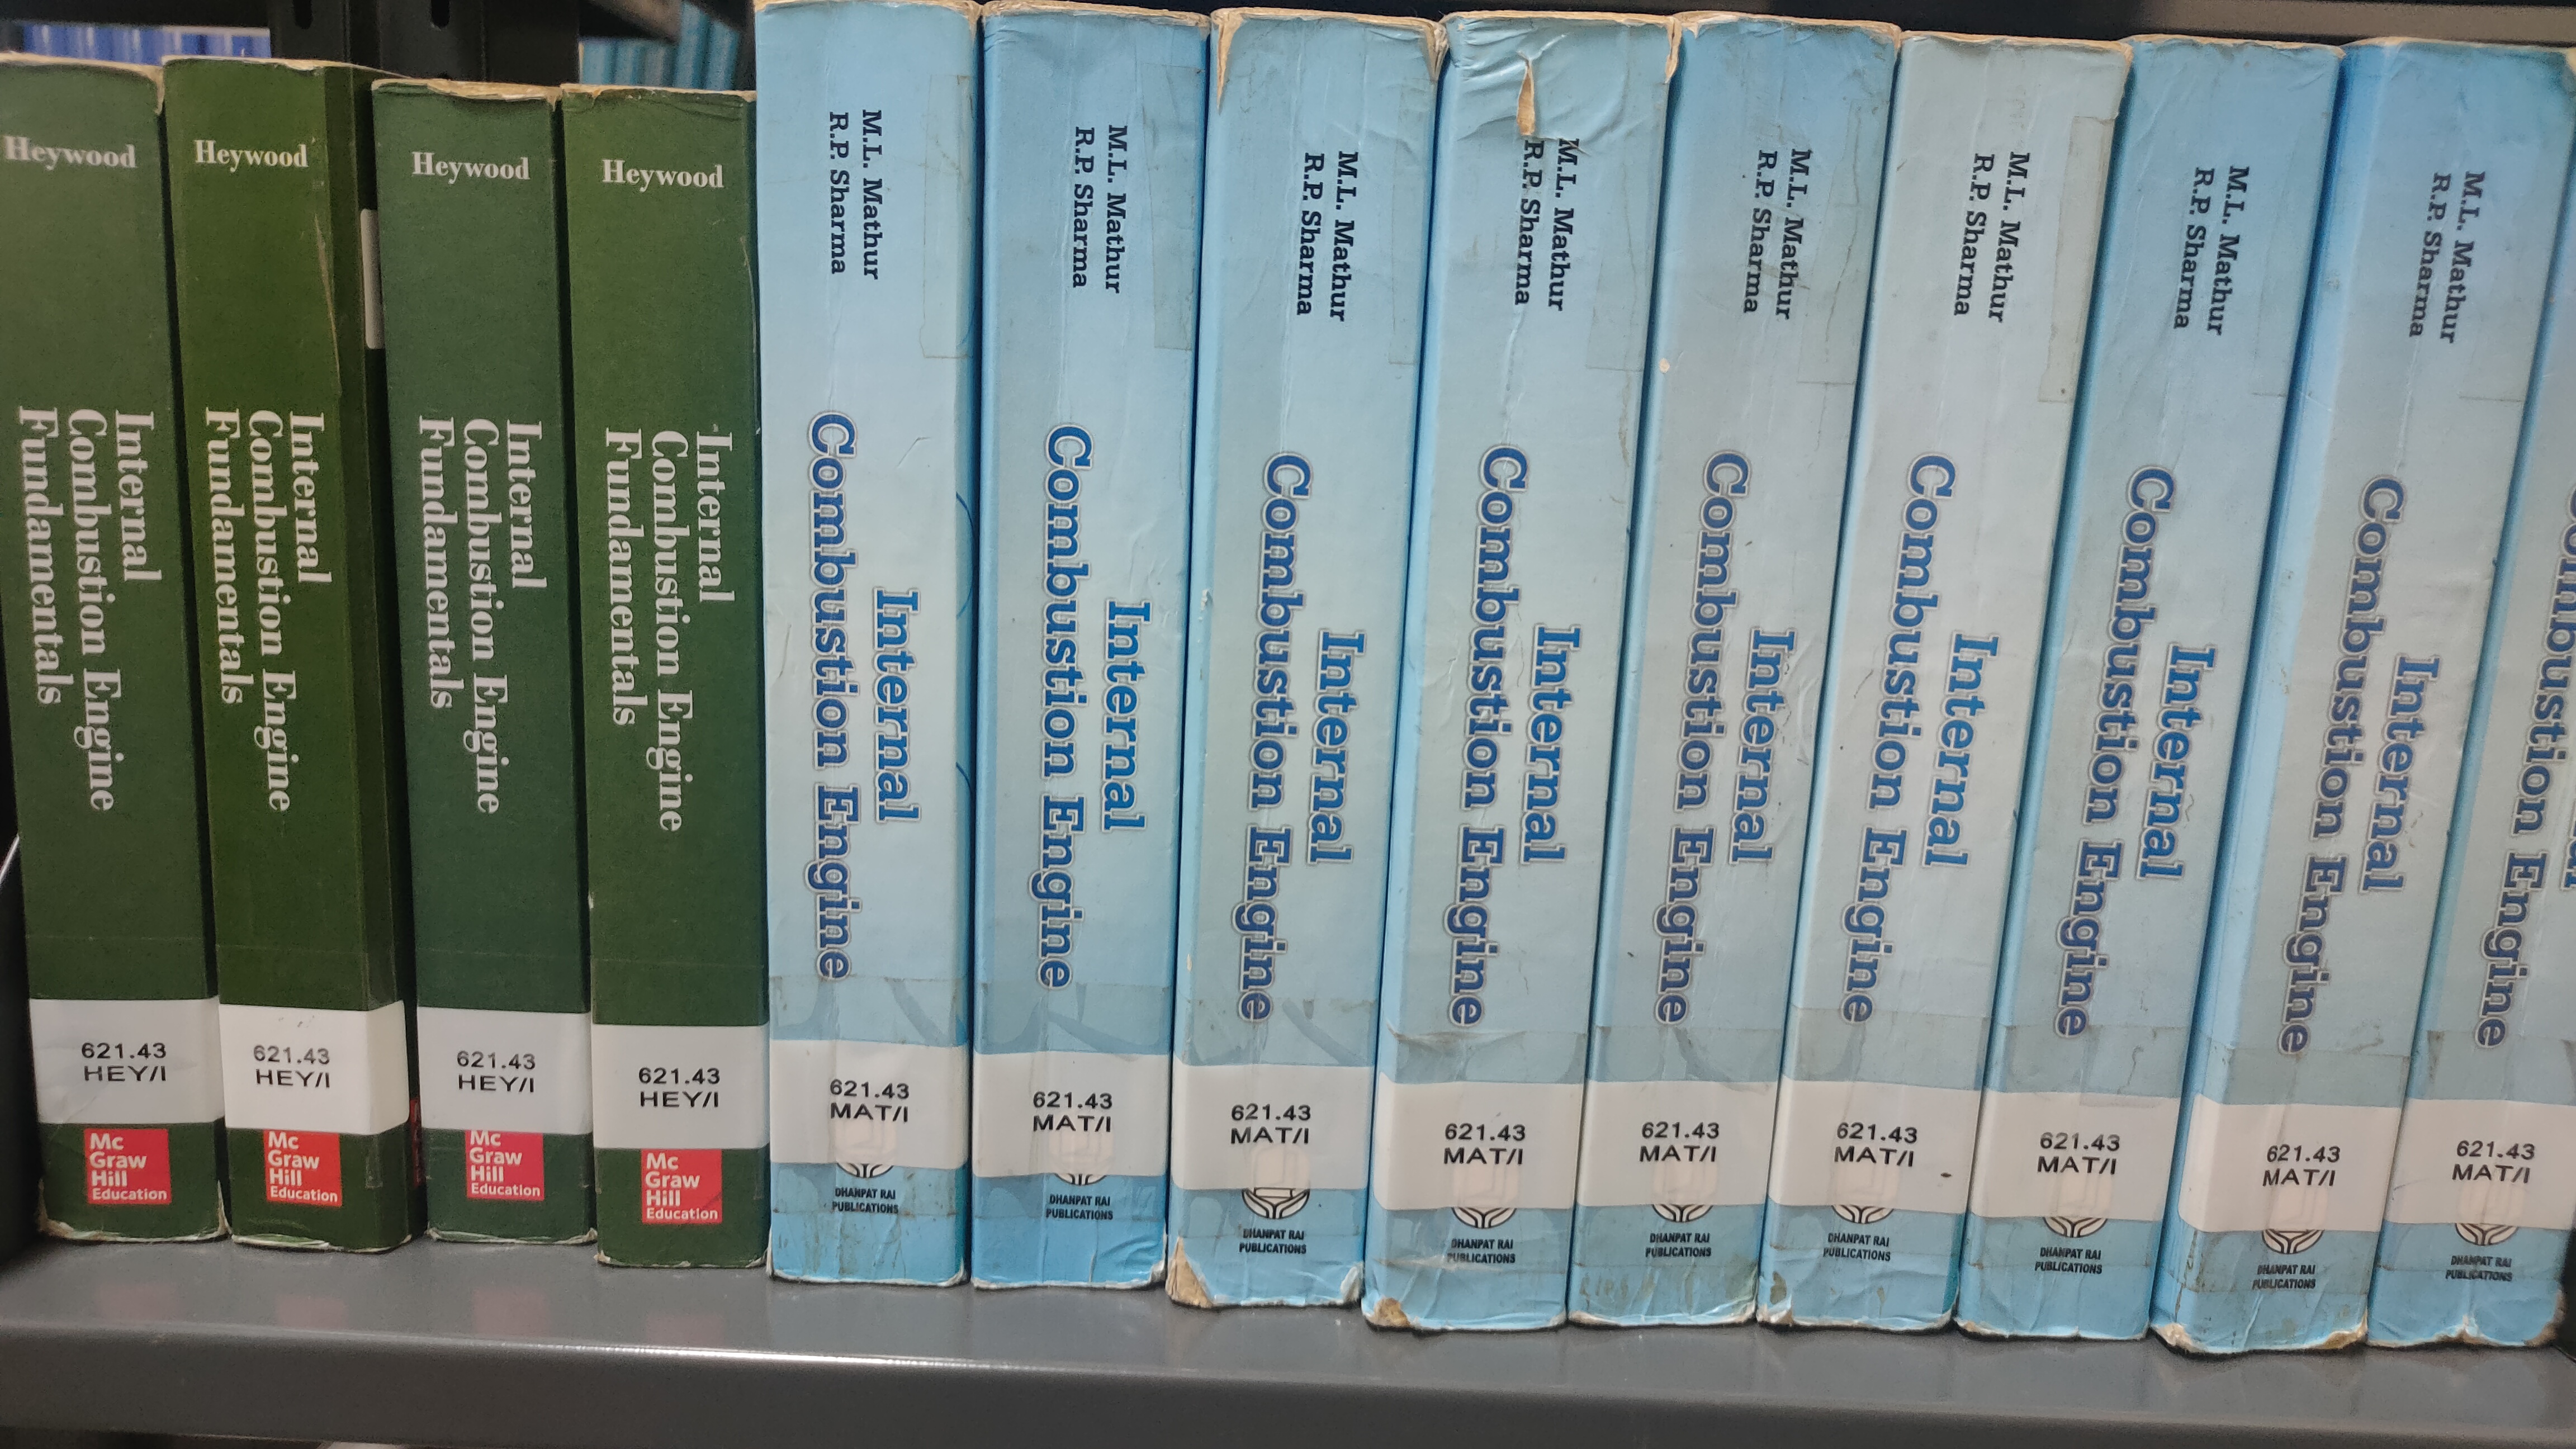 Heywood
Internal
Combustion Engine
Fundamentals
621.43
HEY/I
Mc
Graw
Hill
Education
Heywood
Internal
Combustion Engine
Fundamentals
621.43
HEY/I
Mc
Graw
Hill
Education
Heywood
Internal
Combustion Engine
Fundamentals
621.43
HEY/I
Mc
Graw
Hill
Education
Heywood
Internal
Combustion Engine
Fundamentals
621.43
HEY/I
Mc
Graw
Hill
Education
M.L. Mathur
R.P. Sharma
Internal
Combustion Engine
621.43
MAT/I
DHANPAT RAI
PUBLICATIONS
M.L. Mathur
R.P. Sharma
Internal
Combustion Engine
621.43
MAT/I
DHANPAT RAI
PUBLICATIONS
M.L. Mathur
R.P. Sharma
Internal
Combustion Engine
621.43
MAT/I
DHANPAT RAI
PUBLICATIONS
M.L. Mathur
R.P. Sharma
Internal
Combustion Engine
621.43
MAT/I
DHANPAT RAI
PUBLICATIONS
M.L. Mathur
R.P. Sharma
Internal
Combustion Engine
621.43
MAT/I
DHANPAT RAI
PUBLICATIONS
M.L. Mathur
R.P. Sharma
Internal
Combustion Engine
621.43
MAT/I
DHANPAT RAI
PUBLICATIONS
M.L. Mathur
R.P. Sharma
Internal
Combustion Engine
621.43
MAT/I
DHANPAT RAI
PUBLICATIONS
M.L. Mathur
R.P. Sharma
Internal
Combustion Engine
621.43
MAT/I
DHANPAT RAI
PUBLICATIONS
Engine
621.43
MAT/I
DHANPAT RAI
PUBLICATIONS